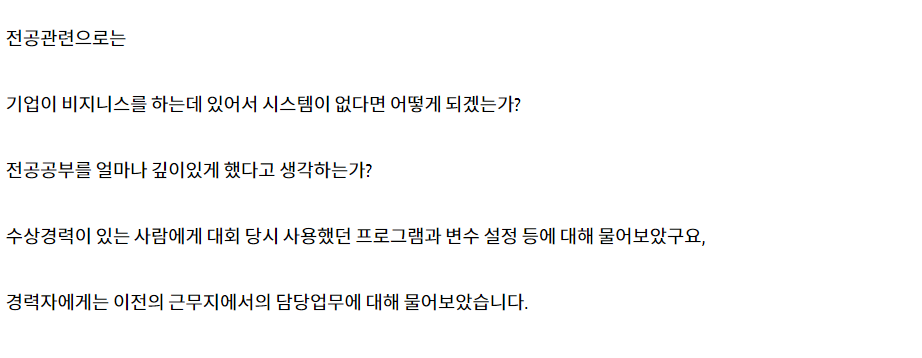 전공관련으로는
기업이 비지니스를 하는데 있어서 시스템이 없다면 어떻게 되겠는가?
전공공부를 얼마나 깊이있게 했다고 생각하는가?
수상경력이 있는 사람에게 대회 당시 사용했던 프로그램과 변수 설정 등에 대해 물어보았구요,
경력자에게는 이전의 근무지에서의 담당업무에 대해 물어보았습니다.